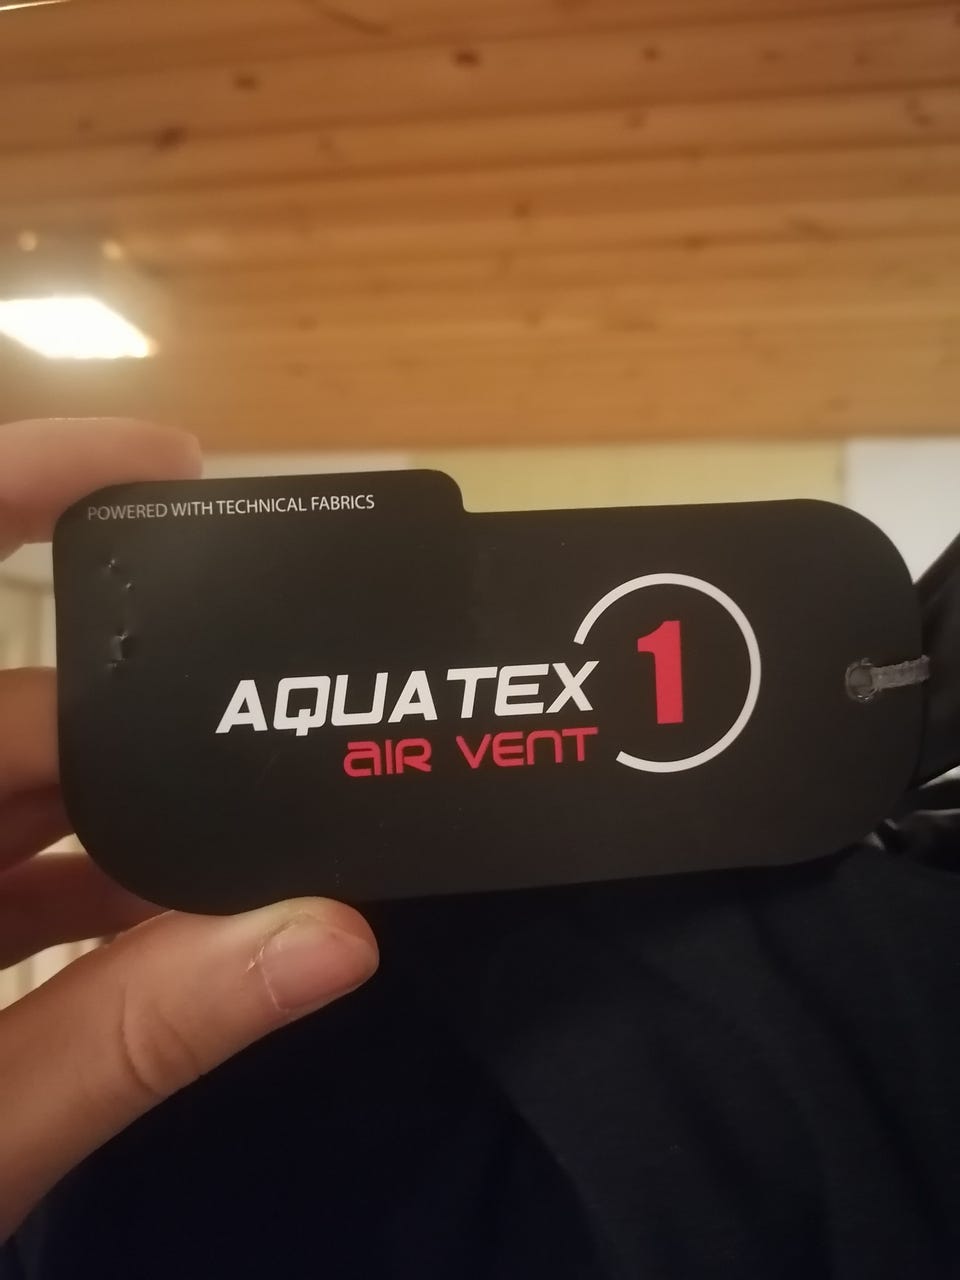 POWERED WITH TECHNICAL FABRICS
AQUATEX 1
AIR VENT